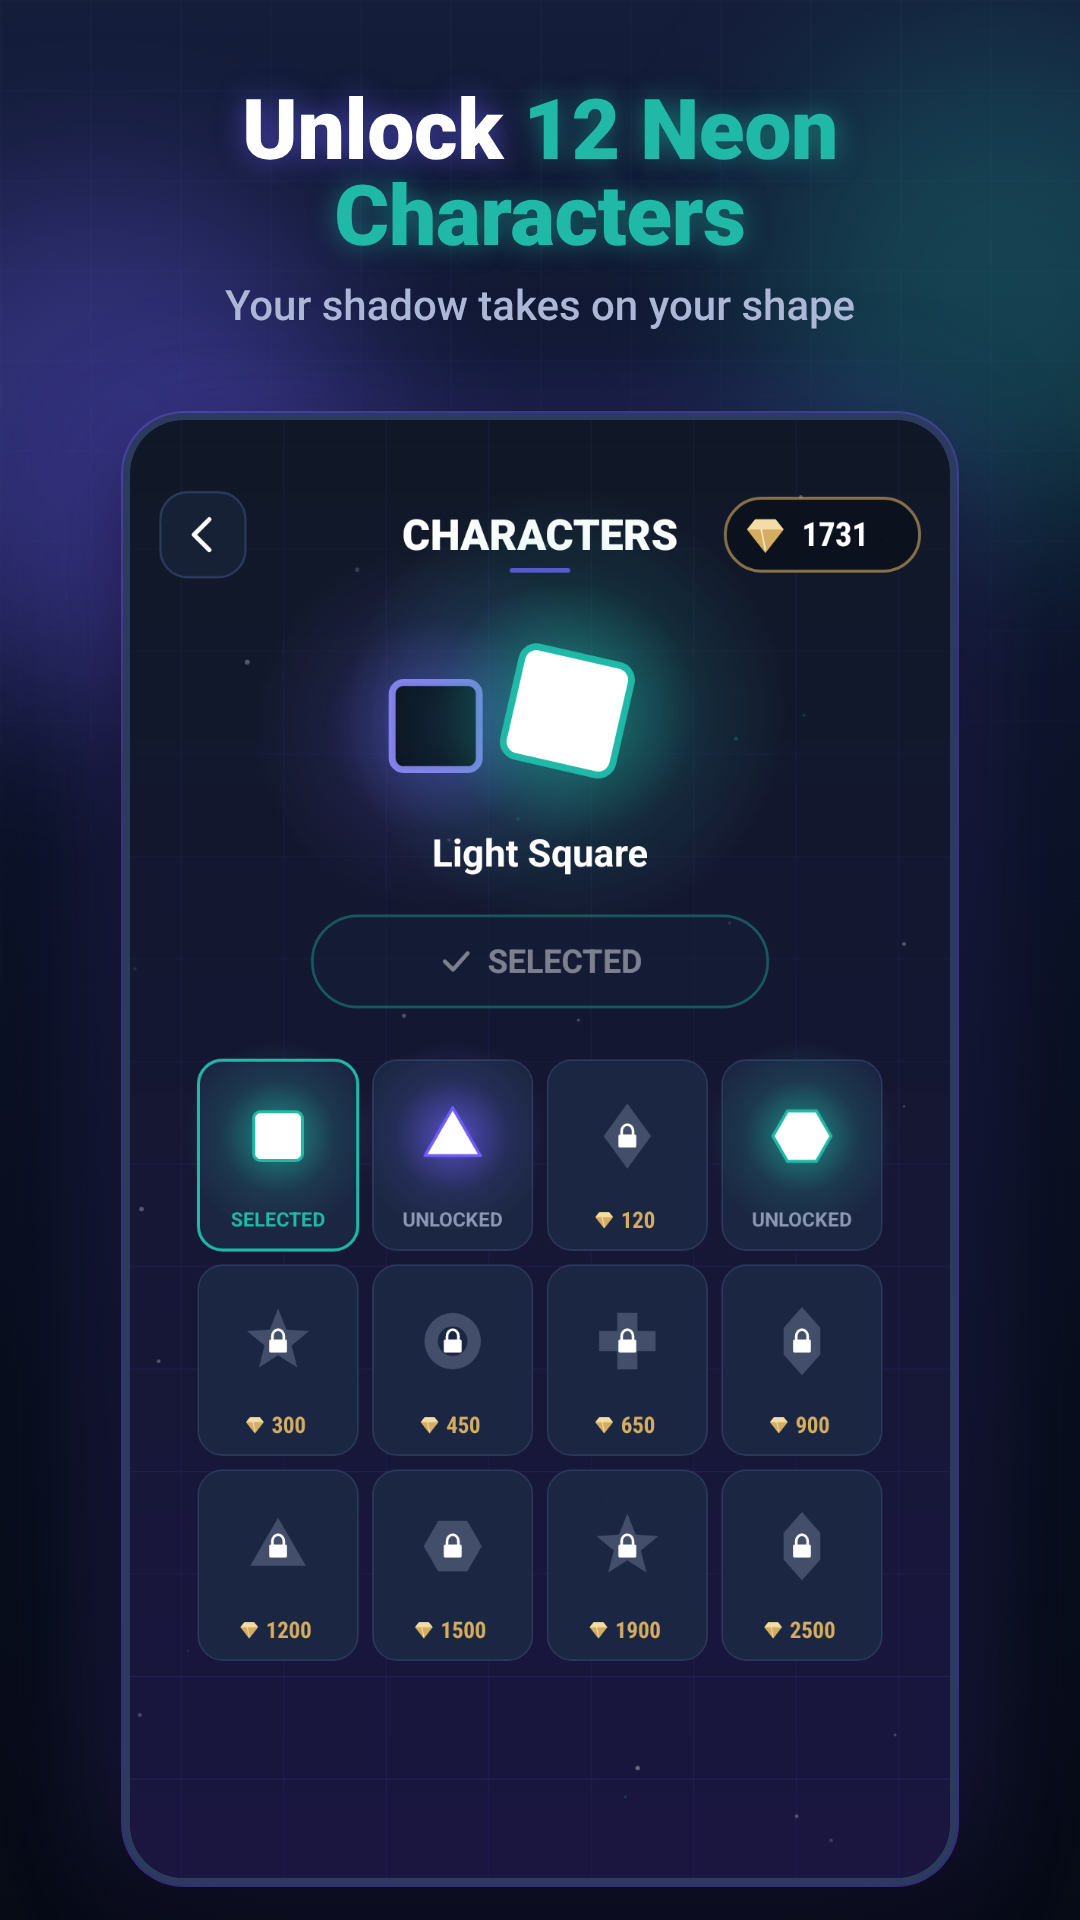 Unlock 12 Neon
Characters
Your shadow takes on your shape
CHARACTERS
1731
Light Square
SELECTED
SELECTED
UNLOCKED
120
UNLOCKED
300
450
650
900
1200
1500
1900
2500